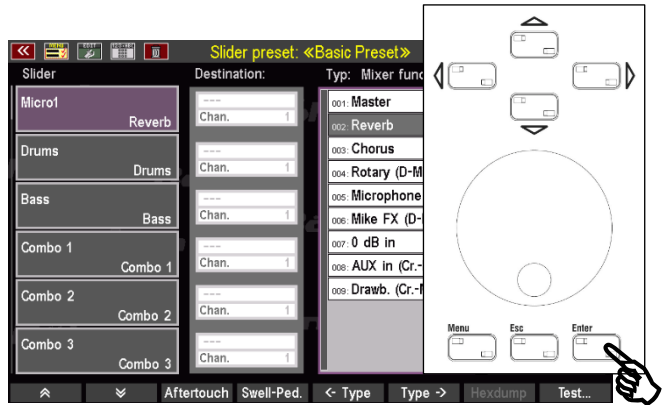 Slider preset: «Basic Preset»
Slider
Destination:
Typ: Mixer func
Micro1
Reverb
---
Chan. 1
Drums
Drums
---
Chan. 1
Bass
Bass
---
Chan. 1
Combo 1
Combo 1
---
Chan. 1
Combo 2
Combo 2
---
Chan. 1
Combo 3
Combo 3
---
Chan. 1
001: Master
002: Reverb
003: Chorus
004: Rotary (D-M
005: Microphone
006: Mike FX (D-
007: 0 dB in
008: AUX in (Cr.-
009: Drawb. (Cr.-
Menu
Esc
Enter
Aftertouch
Swell-Ped.
<- Type
Type ->
Hexdump
Test...